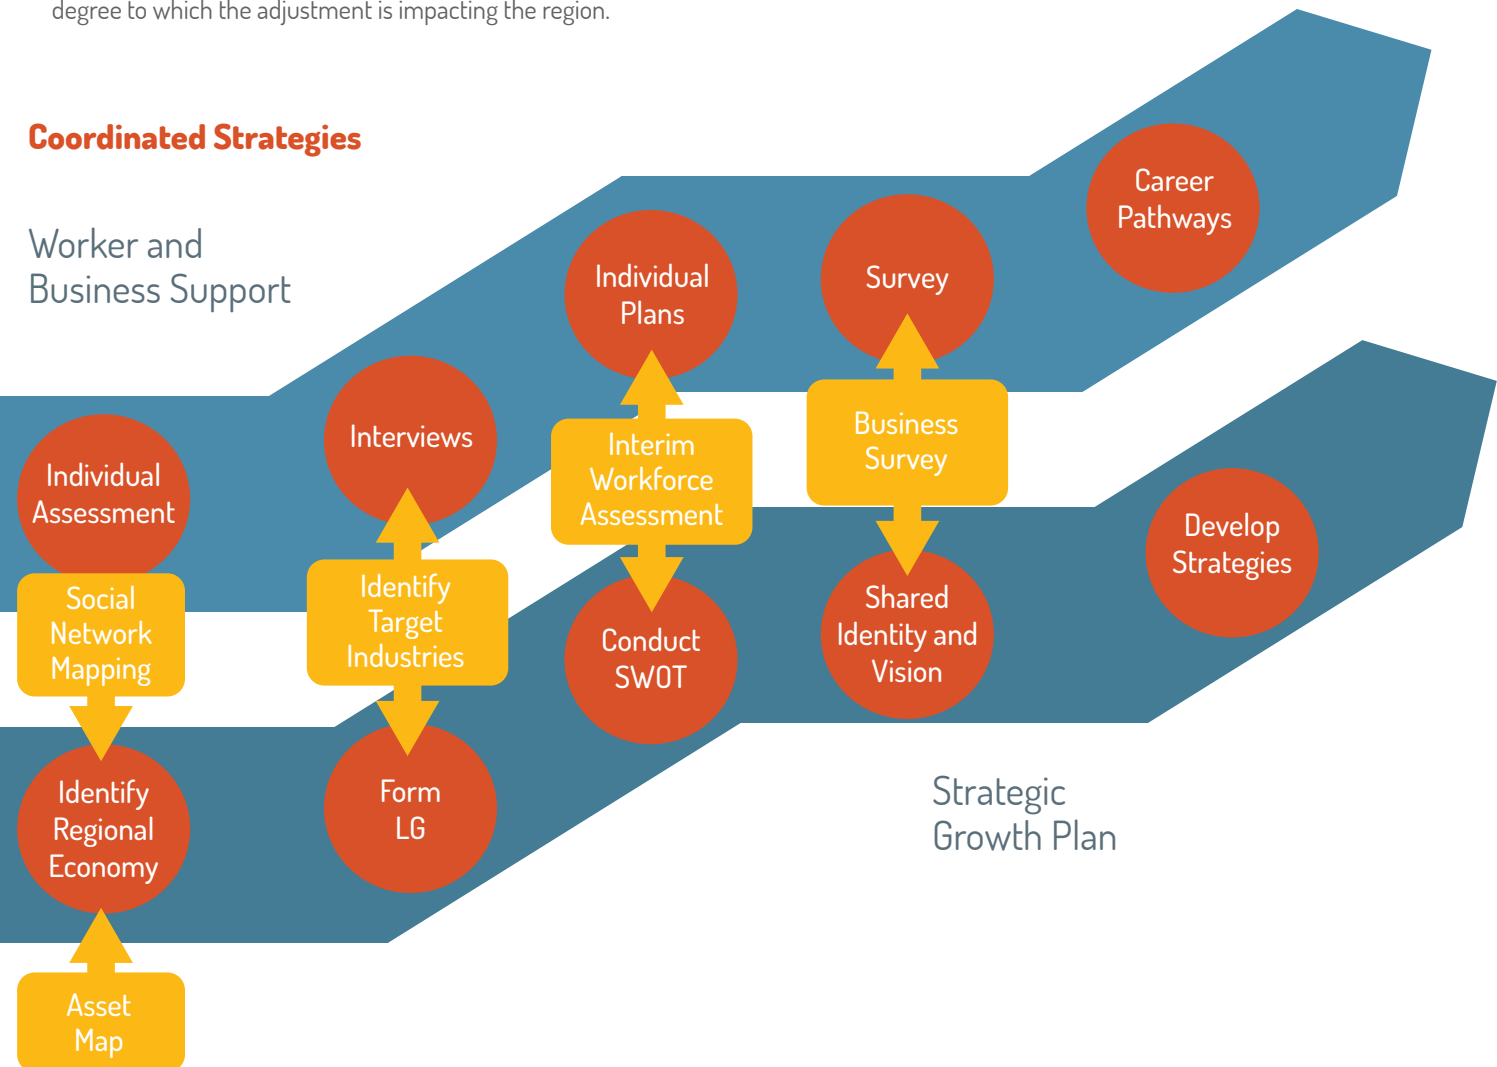 degree to which the adjustment is impacting the region.
Coordinated Strategies
Worker and
Business Support
Career
Pathways
Individual
Plans
Survey
Interviews
Individual
Assessment
Business
Survey
Interim
Workforce
Assessment
Identify
Target
Industries
Social
Network
Mapping
Develop
Strategies
Shared
Identity and
Vision
Conduct
SWOT
Form
LG
Identify
Regional
Economy
Strategic
Growth Plan
Asset
Map